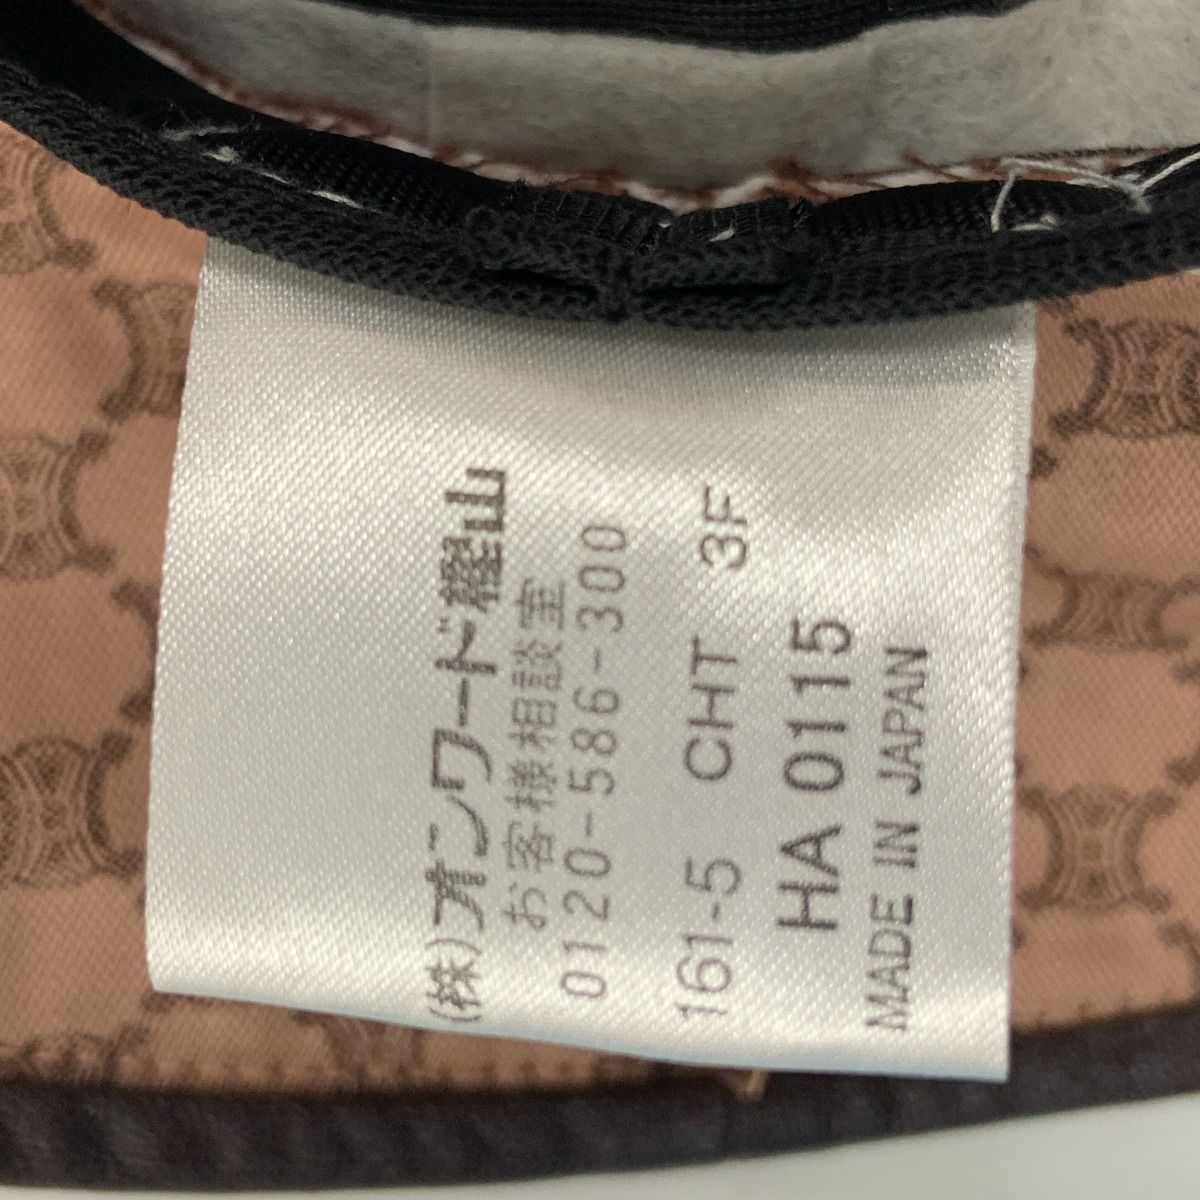 (株)オンワード樫山
お客様相談室
0120-586-300
161-5 CHT 3F
HA 0115
MADE IN JAPAN